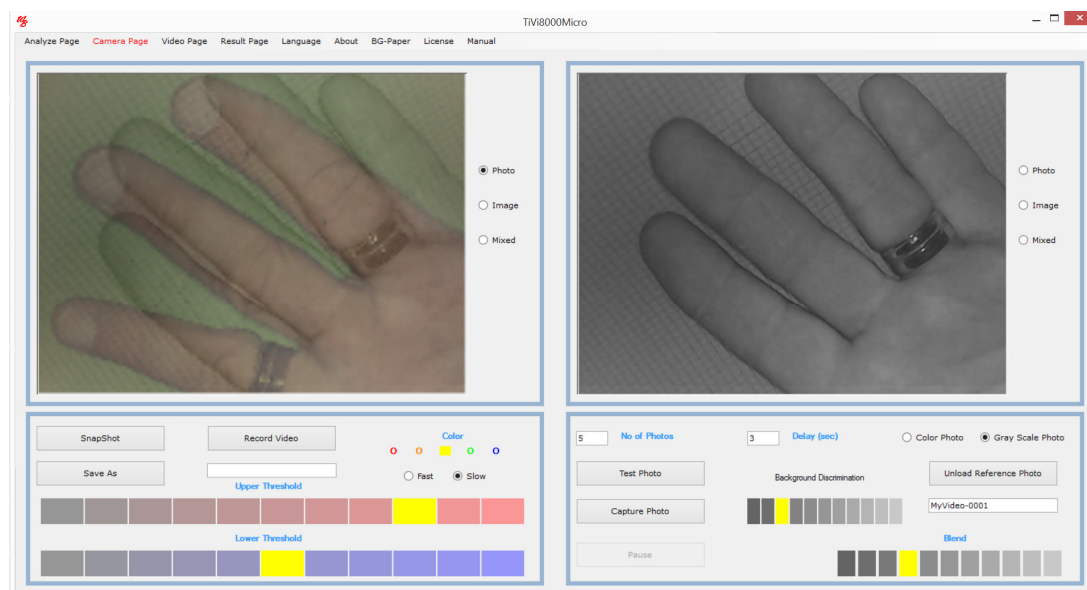 TiVi8000Micro
Analyze Page Camera Page Video Page Result Page Language About BG-Paper License Manual
Photo
Image
Mixed
Photo
Image
Mixed
SnapShot
Record Video
Color
O O O O
Save As
Fast Slow
Upper Threshold
Lower Threshold
5 No of Photos
3 Delay (sec)
Color Photo Gray Scale Photo
Test Photo
Background Discrimination
Unload Reference Photo
Capture Photo
MyVideo-0001
Pause
Blend